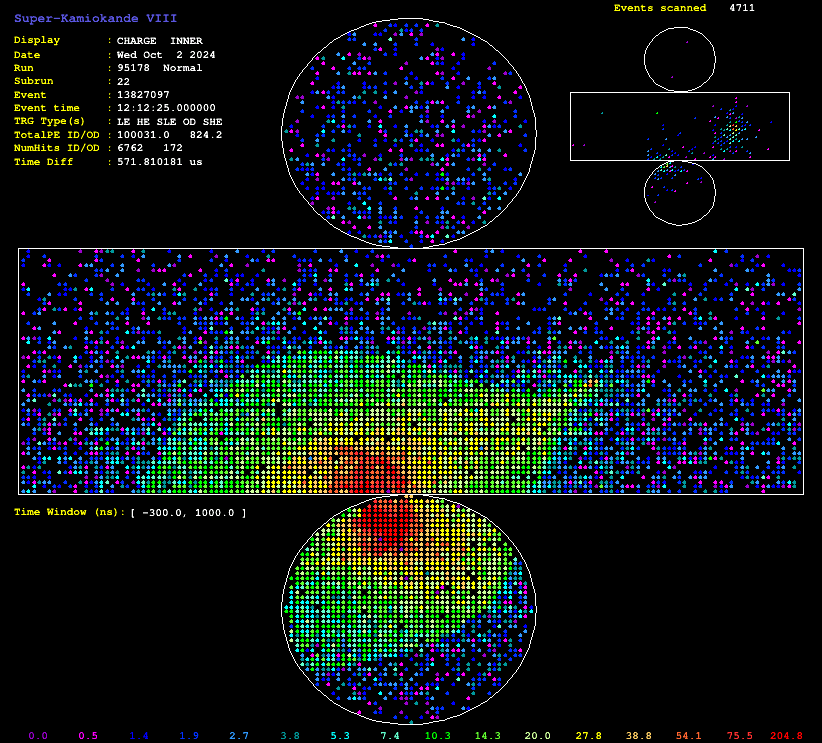 Super-Kamiokande VIII
Events scanned 4711
Display : CHARGE INNER
Date : Wed Oct 2 2024
Run : 95178 Normal
Subrun : 22
Event : 13827097
Event time : 12:12:25.000000
TRG Type(s) : LE HE SLE OD SHE
TotalPE ID/OD : 100031.0 824.2
NumHits ID/OD : 6762 172
Time Diff : 571.810181 us
Time Window (ns): [ -300.0, 1000.0 ]
0.0 0.5 1.4 1.9 2.7 3.8 5.3 7.4 10.3 14.3 20.0 27.8 38.8 54.1 75.5 204.8